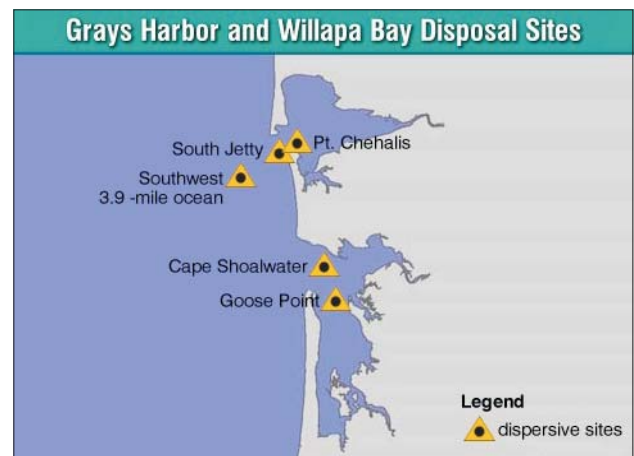 Grays Harbor and Willapa Bay Disposal Sites
Pt. Chehalis
South Jetty
Southwest
3.9 -mile ocean
Cape Shoalwater
Goose Point
Legend
dispersive sites